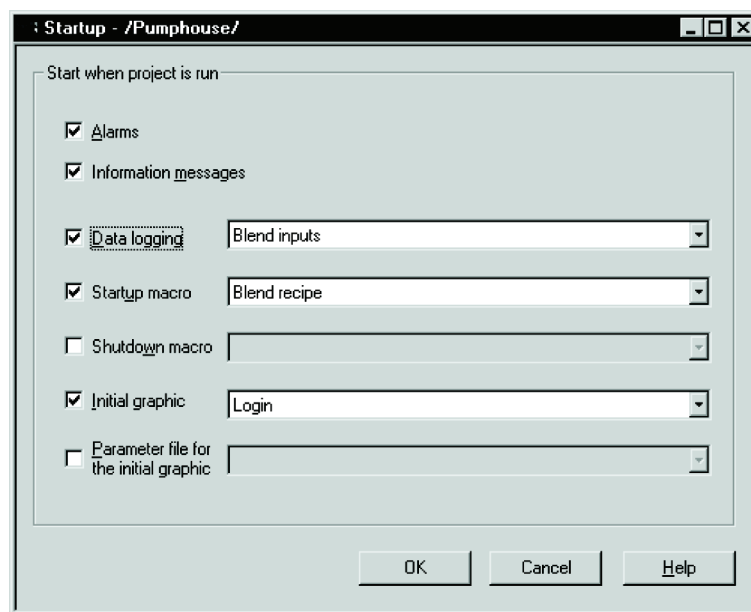 Startup - /Pumphouse/
Start when project is run
Alarms
Information messages
Data logging Blend inputs
Startup macro Blend recipe
Shutdown macro
Initial graphic Login
Parameter file for
the initial graphic
OK Cancel Help